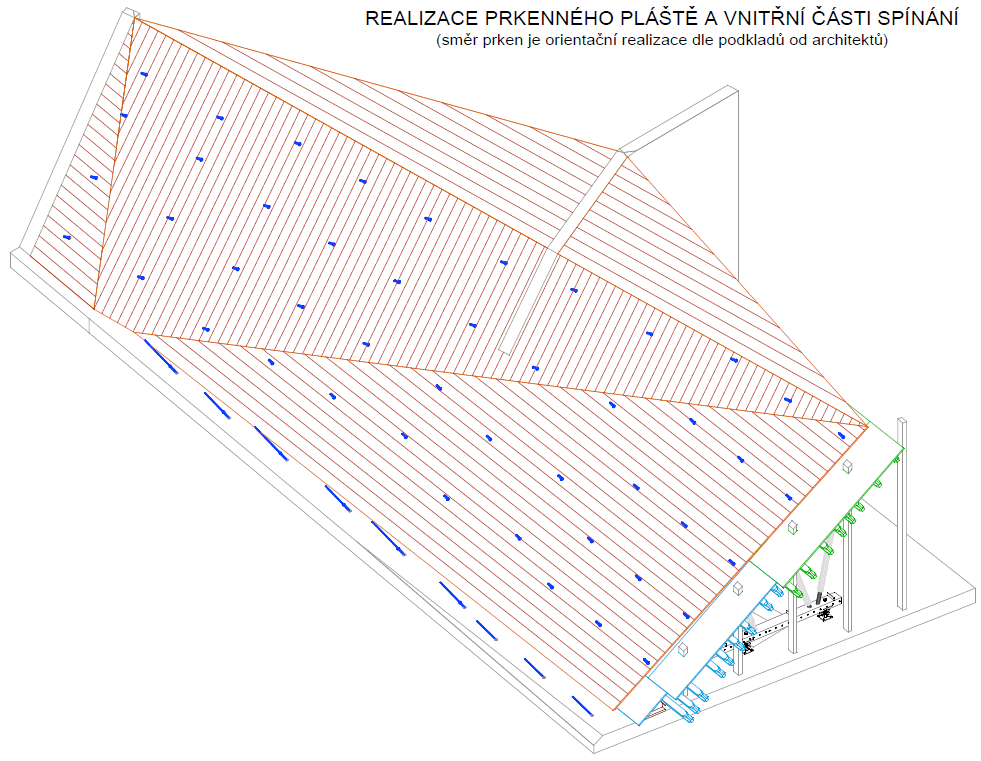 REALIZACE PRKENNÉHO PLÁŠTĚ A VNITŘNÍ ČÁSTI SPÍNÁNÍ
(směr prken je orientační realizace dle podkladů od architektů)